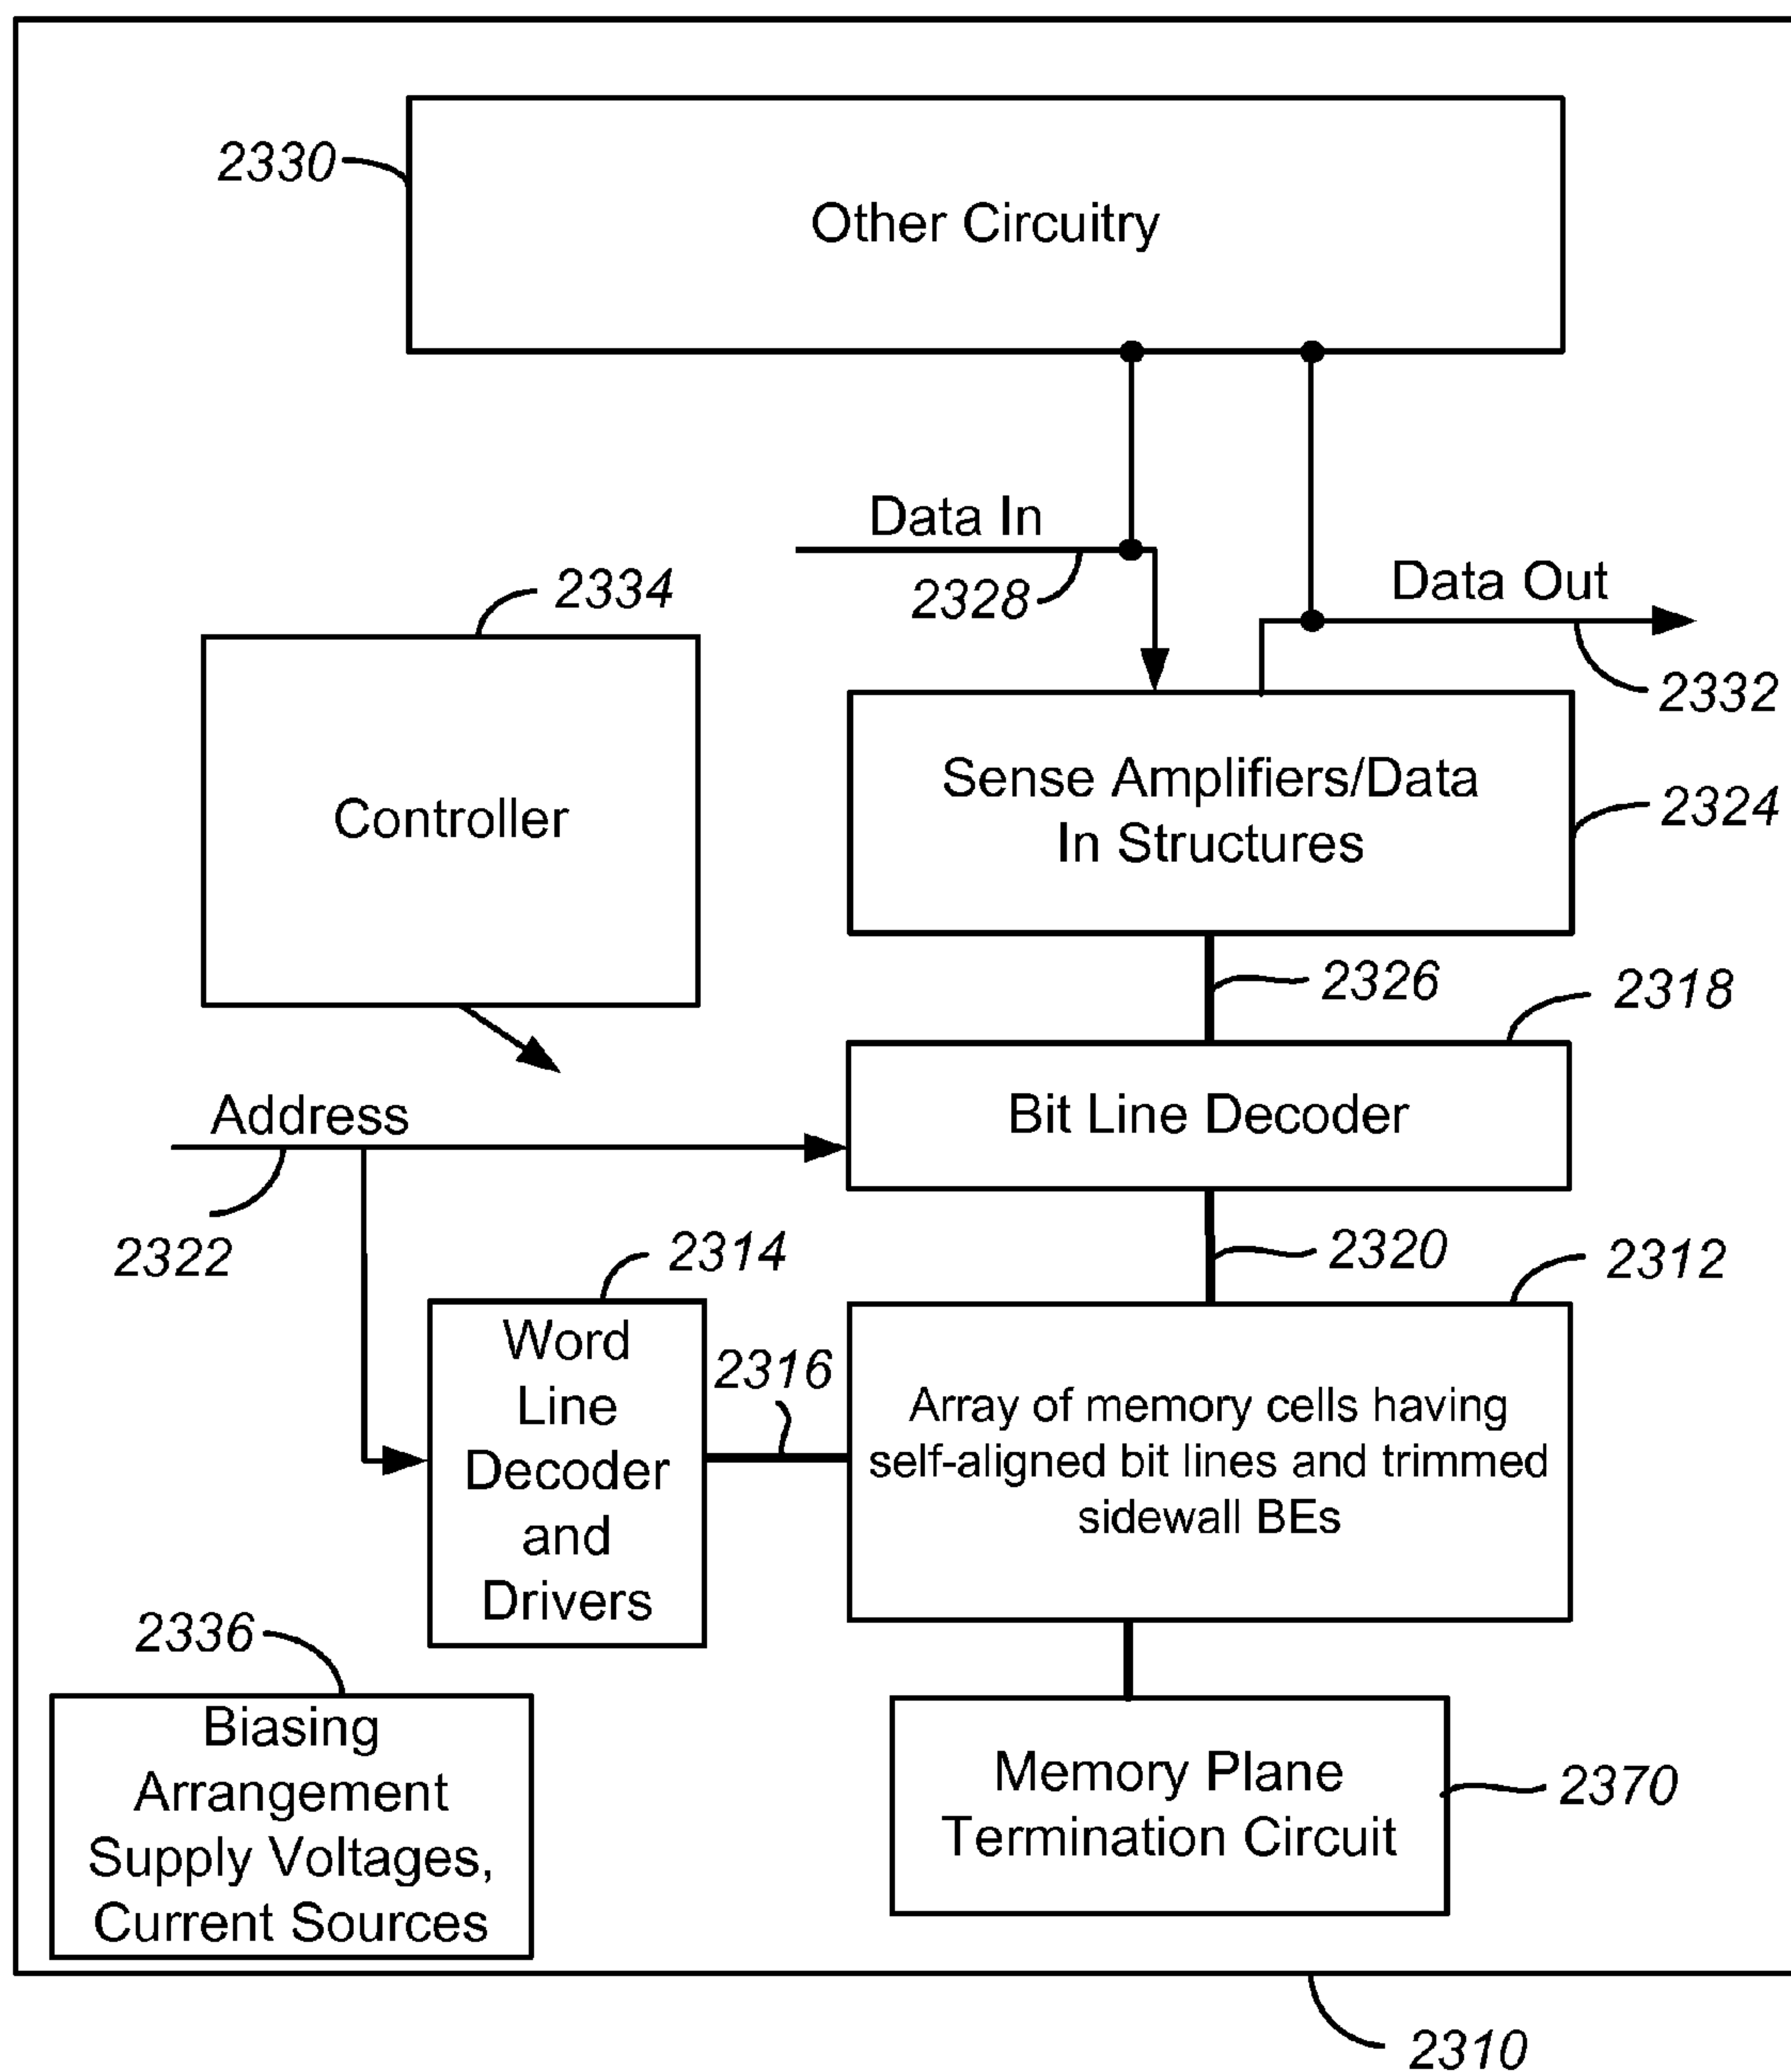 2330
Other Circuitry
Data In
2328
Data Out
2332
2334
Controller
Sense Amplifiers/Data
In Structures
2324
2326
2318
Bit Line Decoder
Address
2322
2320
2314
2312
Word
Line
Decoder
and
Drivers
2316
Array of memory cells having
self-aligned bit lines and trimmed
sidewall BEs
2336
Biasing
Arrangement
Supply Voltages,
Current Sources
Memory Plane
Termination Circuit
2370
2310